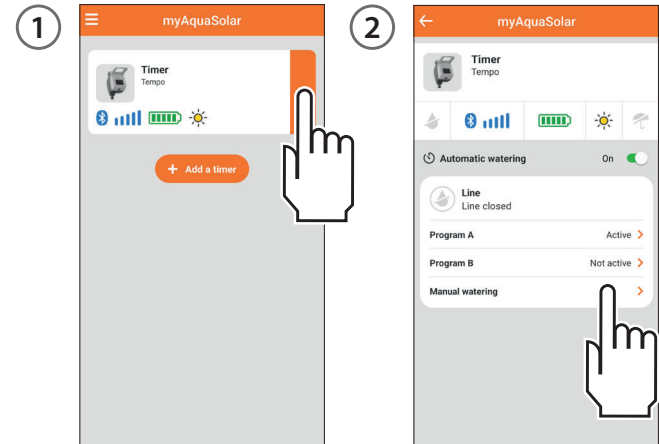 1
myAquaSolar
Timer
Tempo
+ Add a timer
2
myAquaSolar
Timer
Tempo
Automatic watering On
Line
Line closed
Program A Active >
Program B Not active >
Manual watering >